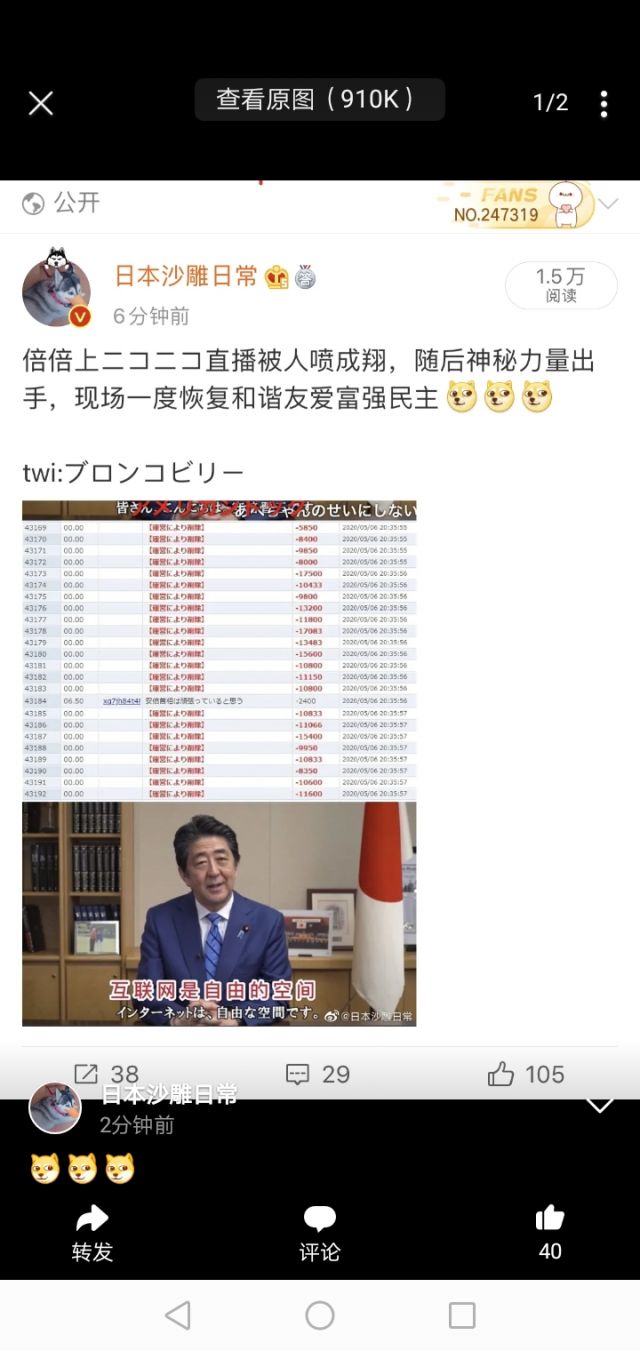 查看原图（910K）
1/2
公开
FANS
NO.247319
日本沙雕日常
6分钟前
1.5万
阅读
倍倍上ニコニコ直播被人喷成翔，随后神秘力量出
手，现场一度恢复和谐友爱富强民主
twi:ブロンコビリー
43169 00.00 【運営により削除】 -5850 2020/05/06 20:35:55
43170 00.00 【運営により削除】 -8400 2020/05/06 20:35:55
43171 00.00 【運営により削除】 -9850 2020/05/06 20:35:55
43172 00.00 【運営により削除】 -8000 2020/05/06 20:35:55
43173 00.00 【運営により削除】 -17500 2020/05/06 20:35:56
43174 00.00 【運営により削除】 -10433 2020/05/06 20:35:56
43175 00.00 【運営により削除】 -9800 2020/05/06 20:35:56
43176 00.00 【運営により削除】 -13200 2020/05/06 20:35:56
43177 00.00 【運営により削除】 -11800 2020/05/06 20:35:56
43178 00.00 【運営により削除】 -17083 2020/05/06 20:35:56
43179 00.00 【運営により削除】 -13483 2020/05/06 20:35:56
43180 00.00 【運営により削除】 -15600 2020/05/06 20:35:56
43181 00.00 【運営により削除】 -10800 2020/05/06 20:35:56
43182 00.00 【運営により削除】 -11150 2020/05/06 20:35:56
43183 00.00 【運営により削除】 -10800 2020/05/06 20:35:56
43184 06.50 xq7jh84t4f 安倍首相は頑張っていると思う -2400 2020/05/06 20:35:56
43185 00.00 【運営により削除】 -10833 2020/05/06 20:35:57
43186 00.00 【運営により削除】 -11066 2020/05/06 20:35:57
43187 00.00 【運営により削除】 -15400 2020/05/06 20:35:57
43188 00.00 【運営により削除】 -9950 2020/05/06 20:35:57
43189 00.00 【運営により削除】 -10833 2020/05/06 20:35:57
43190 00.00 【運営により削除】 -8350 2020/05/06 20:35:57
43191 00.00 【運営により削除】 -10600 2020/05/06 20:35:57
43192 00.00 【運営により削除】 -11600 2020/05/06 20:35:57
互联网是自由的空间
インターネットは、自由な空間です。
@日本沙雕日常
38
29
105
日本沙雕日常
2分钟前
转发
评论
40